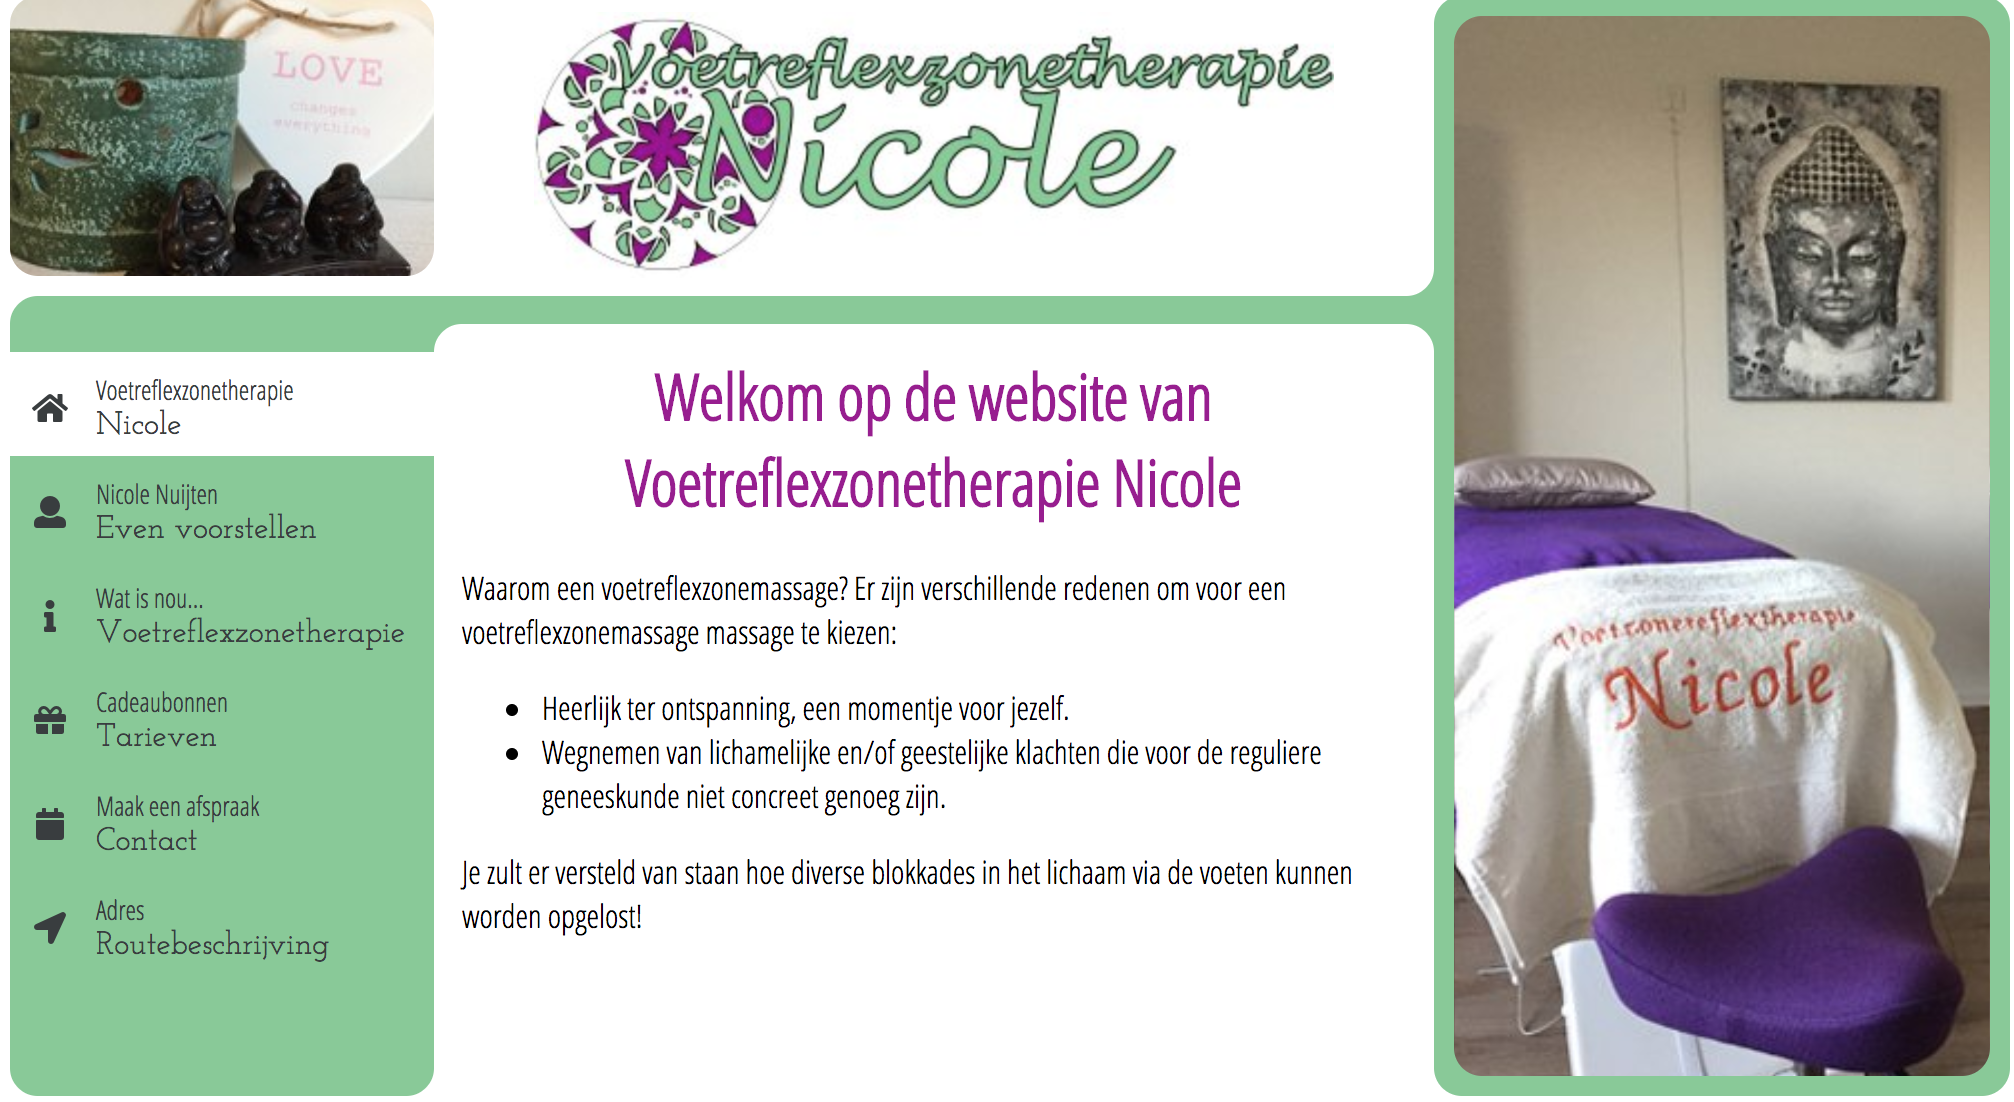 LOVE
changes
everything
Voetreflexzonetherapie
Nicole
Voetreflexzonetherapie
Nicole
Nicole Nuijten
Even voorstellen
Wat is nou...
Voetreflexzonetherapie
Cadeaubonnen
Tarieven
Maak een afspraak
Contact
Adres
Routebeschrijving
Welkom op de website van
Voetreflexzonetherapie Nicole
Waarom een voetreflexzonemassage? Er zijn verschillende redenen om voor een
voetreflexzonemassage massage te kiezen:
• Heerlijk ter ontspanning, een momentje voor jezelf.
• Wegnemen van lichamelijke en/of geestelijke klachten die voor de reguliere
geneeskunde niet concreet genoeg zijn.
Je zult er versteld van staan hoe diverse blokkades in het lichaam via de voeten kunnen
worden opgelost!
Nicole